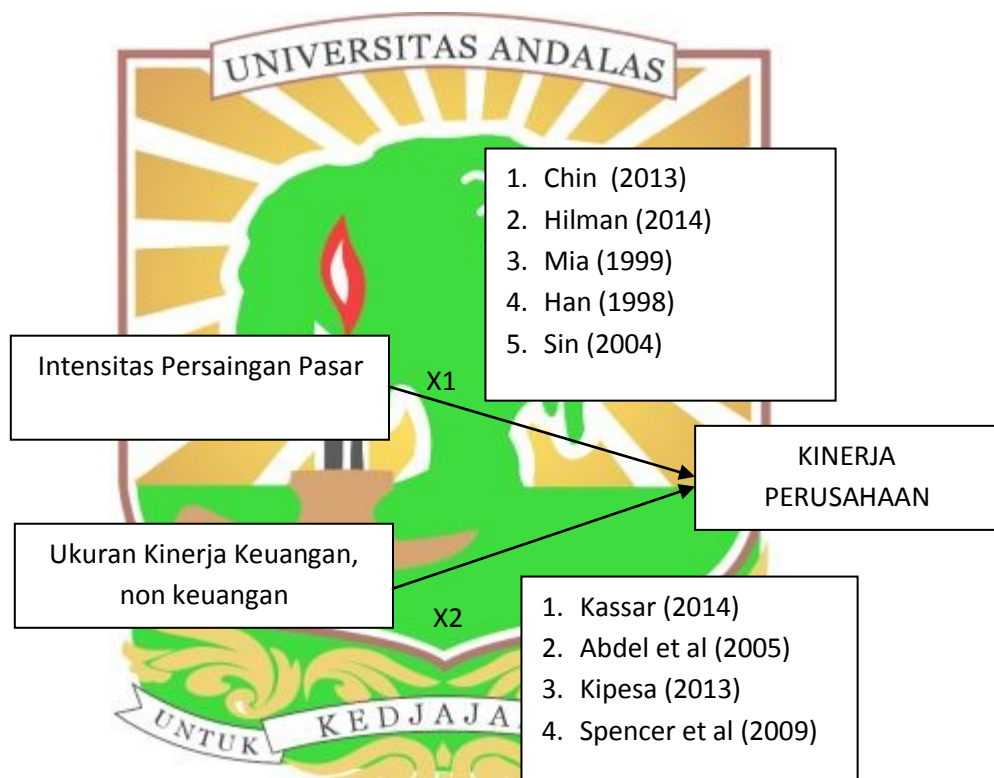 UNIVERSITAS ANDALAS
1. Chin (2013)
2. Hilman (2014)
3. Mia (1999)
4. Han (1998)
5. Sin (2004)
Intensitas Persaingan Pasar
X1
KINERJA
PERUSAHAAN
Ukuran Kinerja Keuangan,
non keuangan
X2
1. Kassar (2014)
2. Abdel et al (2005)
3. Kipesa (2013)
4. Spencer et al (2009)
UNTUK KEDJAJA